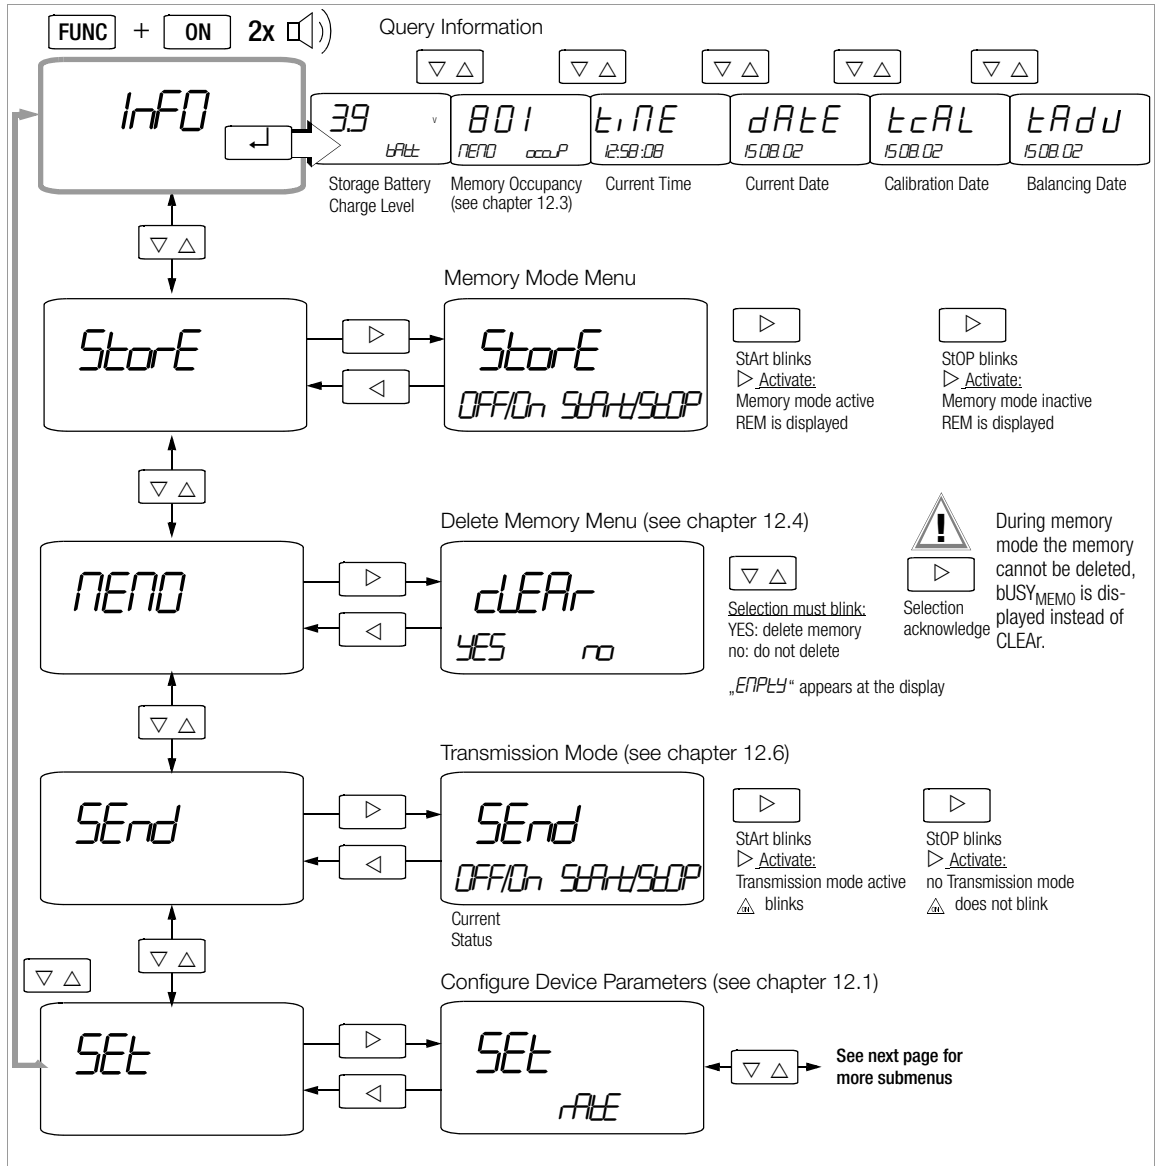 FUNC + ON 2x
Query Information
▽ △ ▽ △ ▽ △ ▽ △ ▽ △
InFO
3.9 V
bAtt
801
MEMO occuP
tiME
12:58:08
dAtE
15.08.02
tcAL
15.08.02
tAdJ
15.08.02
Storage Battery
Charge Level
Memory Occupancy
(see chapter 12.3)
Current Time
Current Date
Calibration Date
Balancing Date
▽ △
Memory Mode Menu
StorE
▷
◁
StorE
OFF/On StArt/StOP
▷
StArt blinks
▷ Activate:
Memory mode active
REM is displayed
▷
StOP blinks
▷ Activate:
Memory mode inactive
REM is displayed
▽ △
Delete Memory Menu (see chapter 12.4)
MEMO
▷
◁
cLEAr
YES no
▽ △
Selection must blink:
YES: delete memory
no: do not delete
„EMPtY“ appears at the display
!
▷
Selection
acknowledge
During memory
mode the memory
cannot be deleted,
bUSYMEMO is dis-
played instead of
CLEAr.
▽ △
Transmission Mode (see chapter 12.6)
SEnd
▷
◁
SEnd
OFF/On StArt/StOP
Current
Status
▷
StArt blinks
▷ Activate:
Transmission mode active
ON blinks
▷
StOP blinks
▷ Activate:
no Transmission mode
ON does not blink
▽ △
▽ △
Configure Device Parameters (see chapter 12.1)
SEt
▷
◁
SEt
rAtE
▽ △
See next page for
more submenus